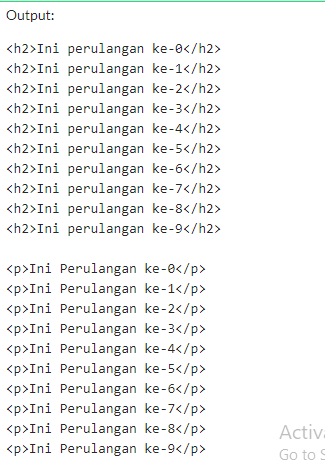 Output:
<h2>Ini perulangan ke-0</h2>
<h2>Ini perulangan ke-1</h2>
<h2>Ini perulangan ke-2</h2>
<h2>Ini perulangan ke-3</h2>
<h2>Ini perulangan ke-4</h2>
<h2>Ini perulangan ke-5</h2>
<h2>Ini perulangan ke-6</h2>
<h2>Ini perulangan ke-7</h2>
<h2>Ini perulangan ke-8</h2>
<h2>Ini perulangan ke-9</h2>
<p>Ini Perulangan ke-0</p>
<p>Ini Perulangan ke-1</p>
<p>Ini Perulangan ke-2</p>
<p>Ini Perulangan ke-3</p>
<p>Ini Perulangan ke-4</p>
<p>Ini Perulangan ke-5</p>
<p>Ini Perulangan ke-6</p>
<p>Ini Perulangan ke-7</p>
<p>Ini Perulangan ke-8</p>
<p>Ini Perulangan ke-9</p>
Activ
Go to S